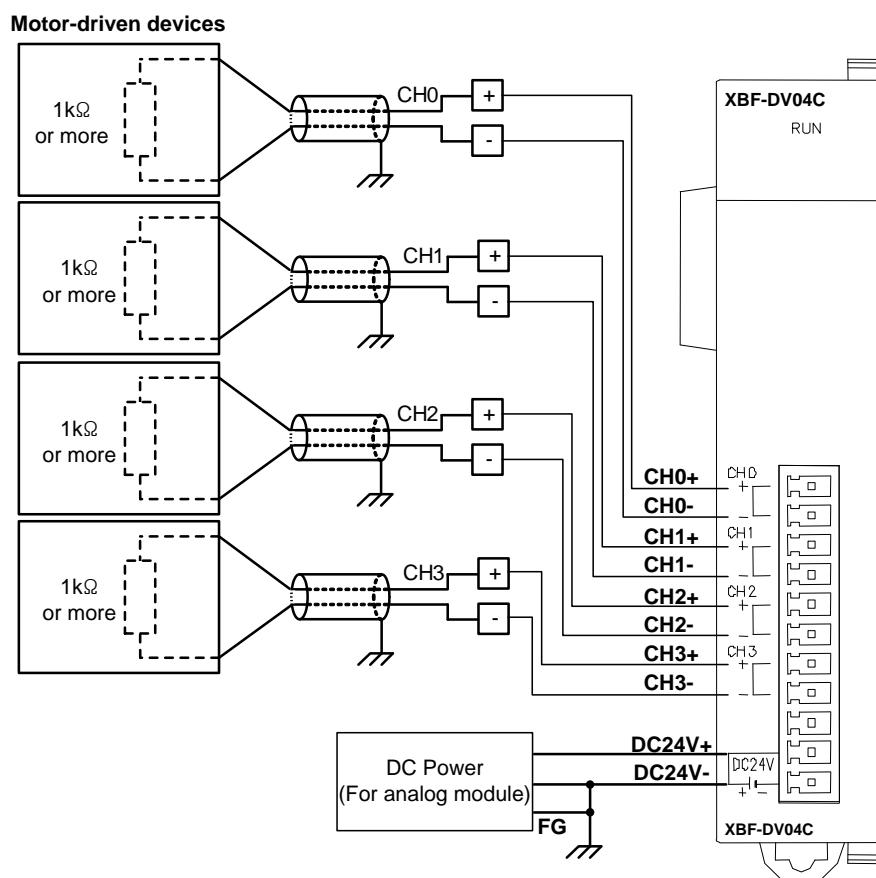 Motor-driven devices
1kΩ
or more
CH0
+
-
XBF-DV04C
RUN
1kΩ
or more
CH1
+
-
1kΩ
or more
CH2
+
-
CH0+
CH0
+
CH0-
-
CH1+
CH1
+
CH1-
-
1kΩ
or more
CH3
+
-
CH2+
CH2
+
CH2-
-
CH3+
CH3
+
CH3-
-
DC Power
(For analog module)
DC24V+
DC24V-
DC24V
+ -
FG
XBF-DV04C